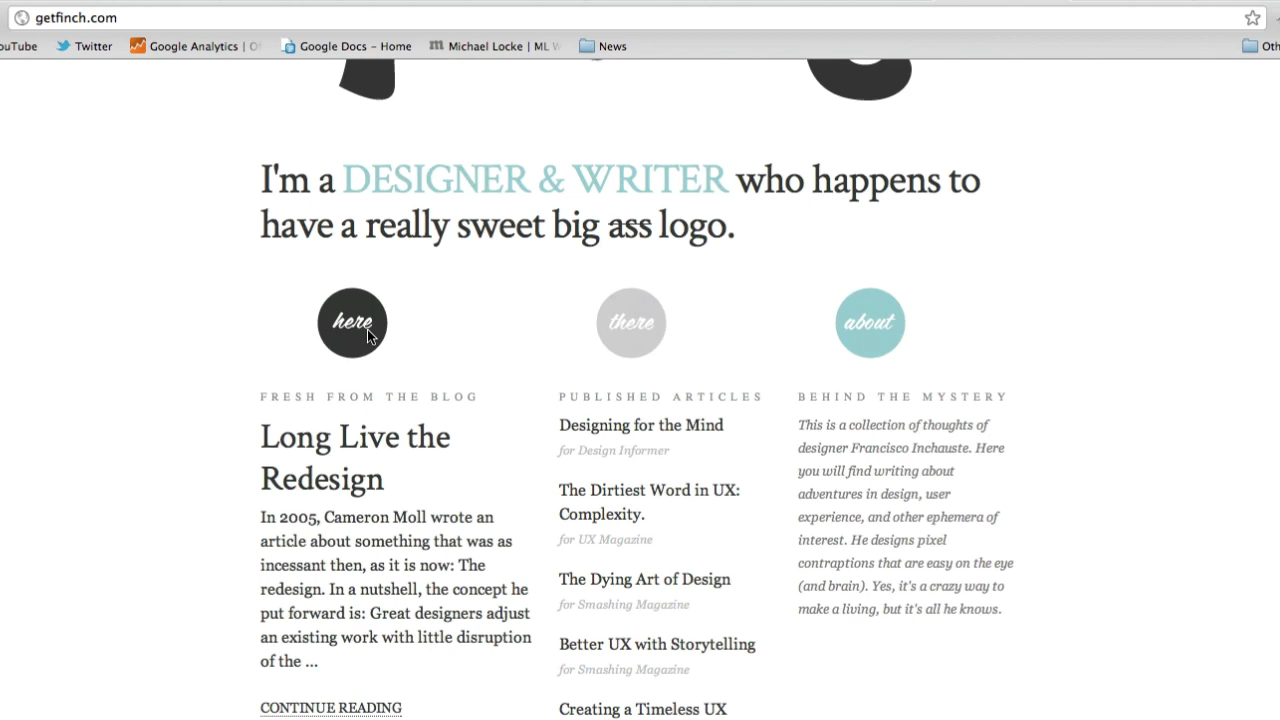 getfinch.com
ouTube Twitter Google Analytics | Of Google Docs - Home Michael Locke | ML W News Oth
I'm a DESIGNER & WRITER who happens to
have a really sweet big ass logo.
here
there
about
FRESH FROM THE BLOG
Long Live the
Redesign
In 2005, Cameron Moll wrote an
article about something that was as
incessant then, as it is now: The
redesign. In a nutshell, the concept he
put forward is: Great designers adjust
an existing work with little disruption
of the ...
CONTINUE READING
PUBLISHED ARTICLES
Designing for the Mind
for Design Informer
The Dirtiest Word in UX:
Complexity.
for UX Magazine
The Dying Art of Design
for Smashing Magazine
Better UX with Storytelling
for Smashing Magazine
Creating a Timeless UX
BEHIND THE MYSTERY
This is a collection of thoughts of
designer Francisco Inchauste. Here
you will find writing about
adventures in design, user
experience, and other ephemera of
interest. He designs pixel
contraptions that are easy on the eye
(and brain). Yes, it's a crazy way to
make a living, but it's all he knows.